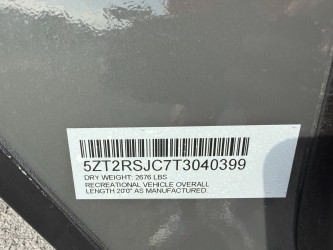 5ZT2RSJC7T3040399
DRY WEIGHT: 2676 LBS
RECREATIONAL VEHICLE OVERALL
LENGTH 20'0" AS MANUFACTURED.